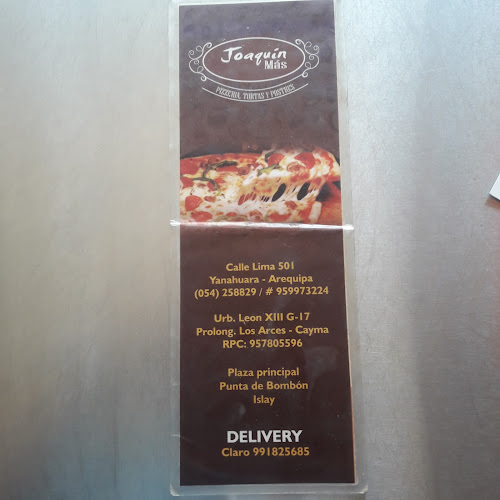 Joaquín
Más
PIZZERIA, TORTAS Y POSTRES
Calle Lima 501
Yanahuara - Arequipa
(054) 258829 / # 959973224
Urb. Leon XIII G-17
Prolong. Los Arces - Cayma
RPC: 957805596
Plaza principal
Punta de Bombón
Islay
DELIVERY
Claro 991825685